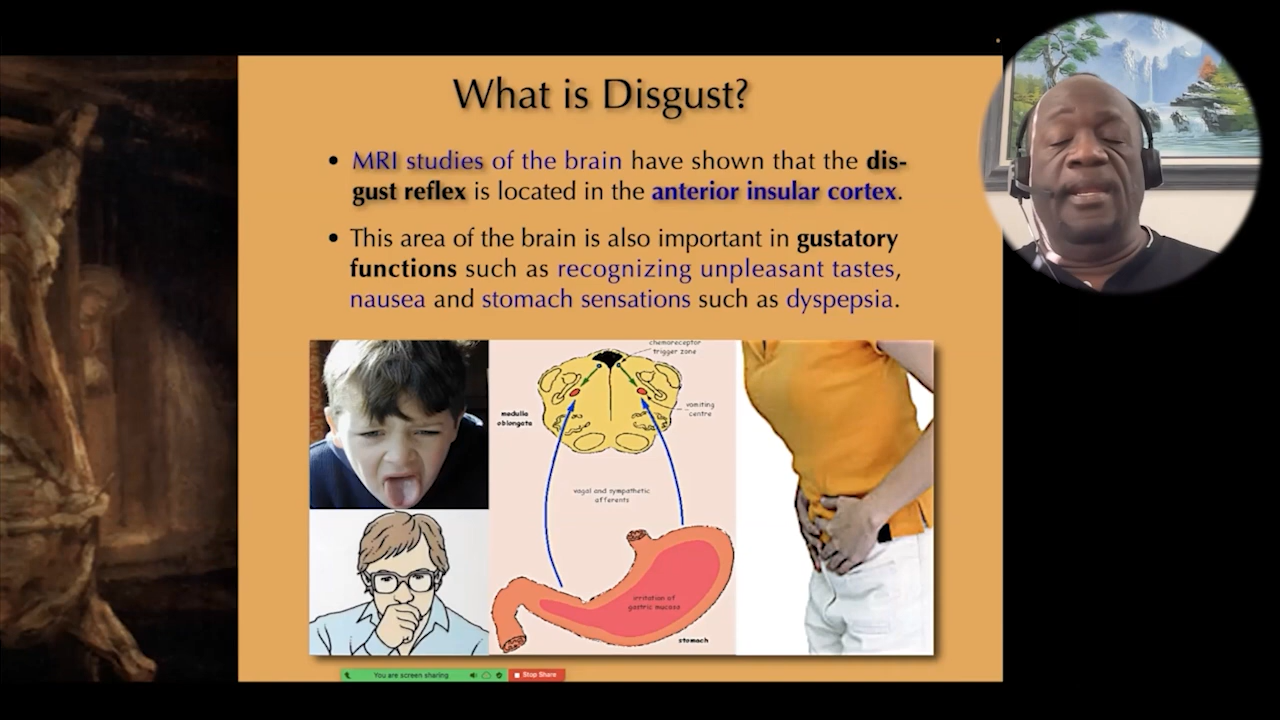 What is Disgust?
• MRI studies of the brain have shown that the dis-
gust reflex is located in the anterior insular cortex.
• This area of the brain is also important in gustatory
functions such as recognizing unpleasant tastes,
nausea and stomach sensations such as dyspepsia.
chemoreceptor
trigger zone
medulla
oblongata
vomiting
centre
vagal and sympathetic
afferents
irritation of
gastric mucosa
stomach
You are screen sharing
Stop Share